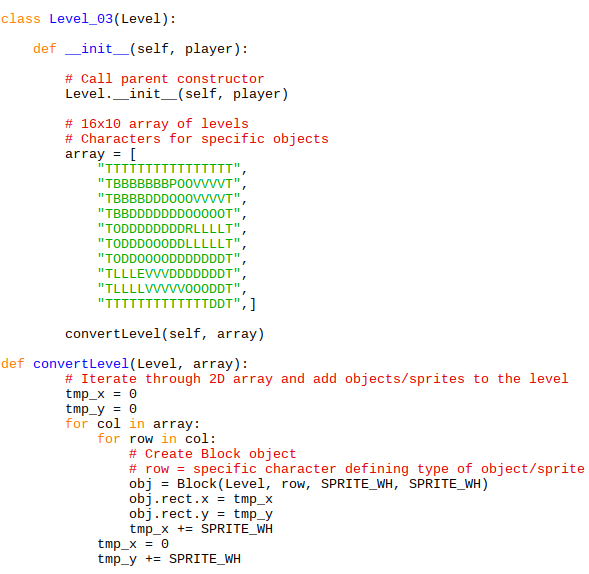 class Level_03(Level):
def __init__(self, player):
# Call parent constructor
Level.__init__(self, player)
# 16x10 array of levels
# Characters for specific objects
array = [
"TTTTTTTTTTTTTTTT",
"TBBBBBBBPOOVVVVT",
"TBBBBDDDOOOVVVVT",
"TBBDDDDDDDOOOOOT",
"TODDDDDDDDRLLLLT",
"TODDDOOODDLLLLLT",
"TODDOOOODDDDDDDT",
"TLLLEVVVDDDDDDDT",
"TLLLLVVVVVOOODDT",
"TTTTTTTTTTTTTDDT",]
convertLevel(self, array)
def convertLevel(Level, array):
# Iterate through 2D array and add objects/sprites to the level
tmp_x = 0
tmp_y = 0
for col in array:
for row in col:
# Create Block object
# row = specific character defining type of object/sprite
obj = Block(Level, row, SPRITE_WH, SPRITE_WH)
obj.rect.x = tmp_x
obj.rect.y = tmp_y
tmp_x += SPRITE_WH
tmp_x = 0
tmp_y += SPRITE_WH